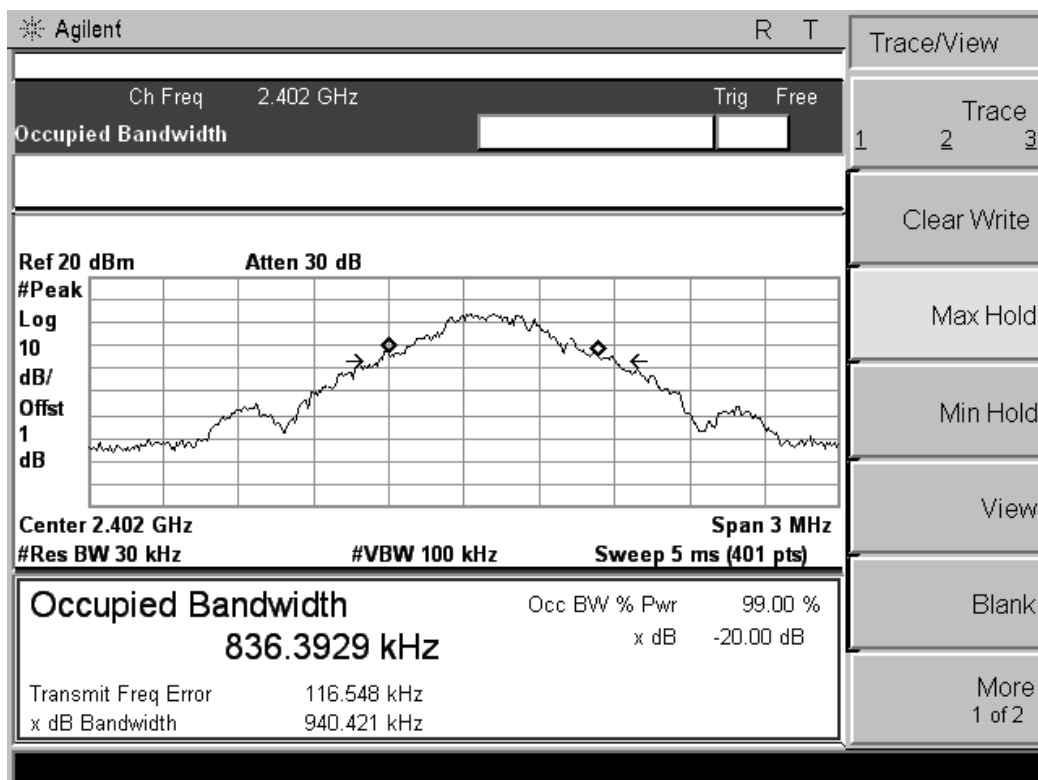 Agilent R T
Ch Freq 2.402 GHz Trig Free
Occupied Bandwidth
Ref 20 dBm Atten 30 dB
#Peak
Log
10
dB/
Offst
1
dB
Center 2.402 GHz Span 3 MHz
#Res BW 30 kHz #VBW 100 kHz Sweep 5 ms (401 pts)
Occupied Bandwidth
836.3929 kHz
Occ BW % Pwr 99.00 %
x dB -20.00 dB
Transmit Freq Error 116.548 kHz
x dB Bandwidth 940.421 kHz
Trace/View
Trace
1 2 3
Clear Write
Max Hold
Min Hold
View
Blank
More
1 of 2